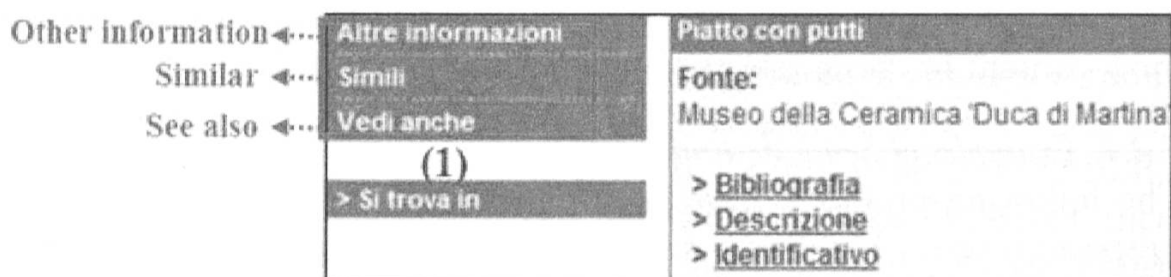 Other information
Similar
See also
Altre informazioni
Simili
Vedi anche
(1)
> Si trova in
Piatto con putti
Fonte:
Museo della Ceramica 'Duca di Martina
> Bibliografia
> Descrizione
> Identificativo